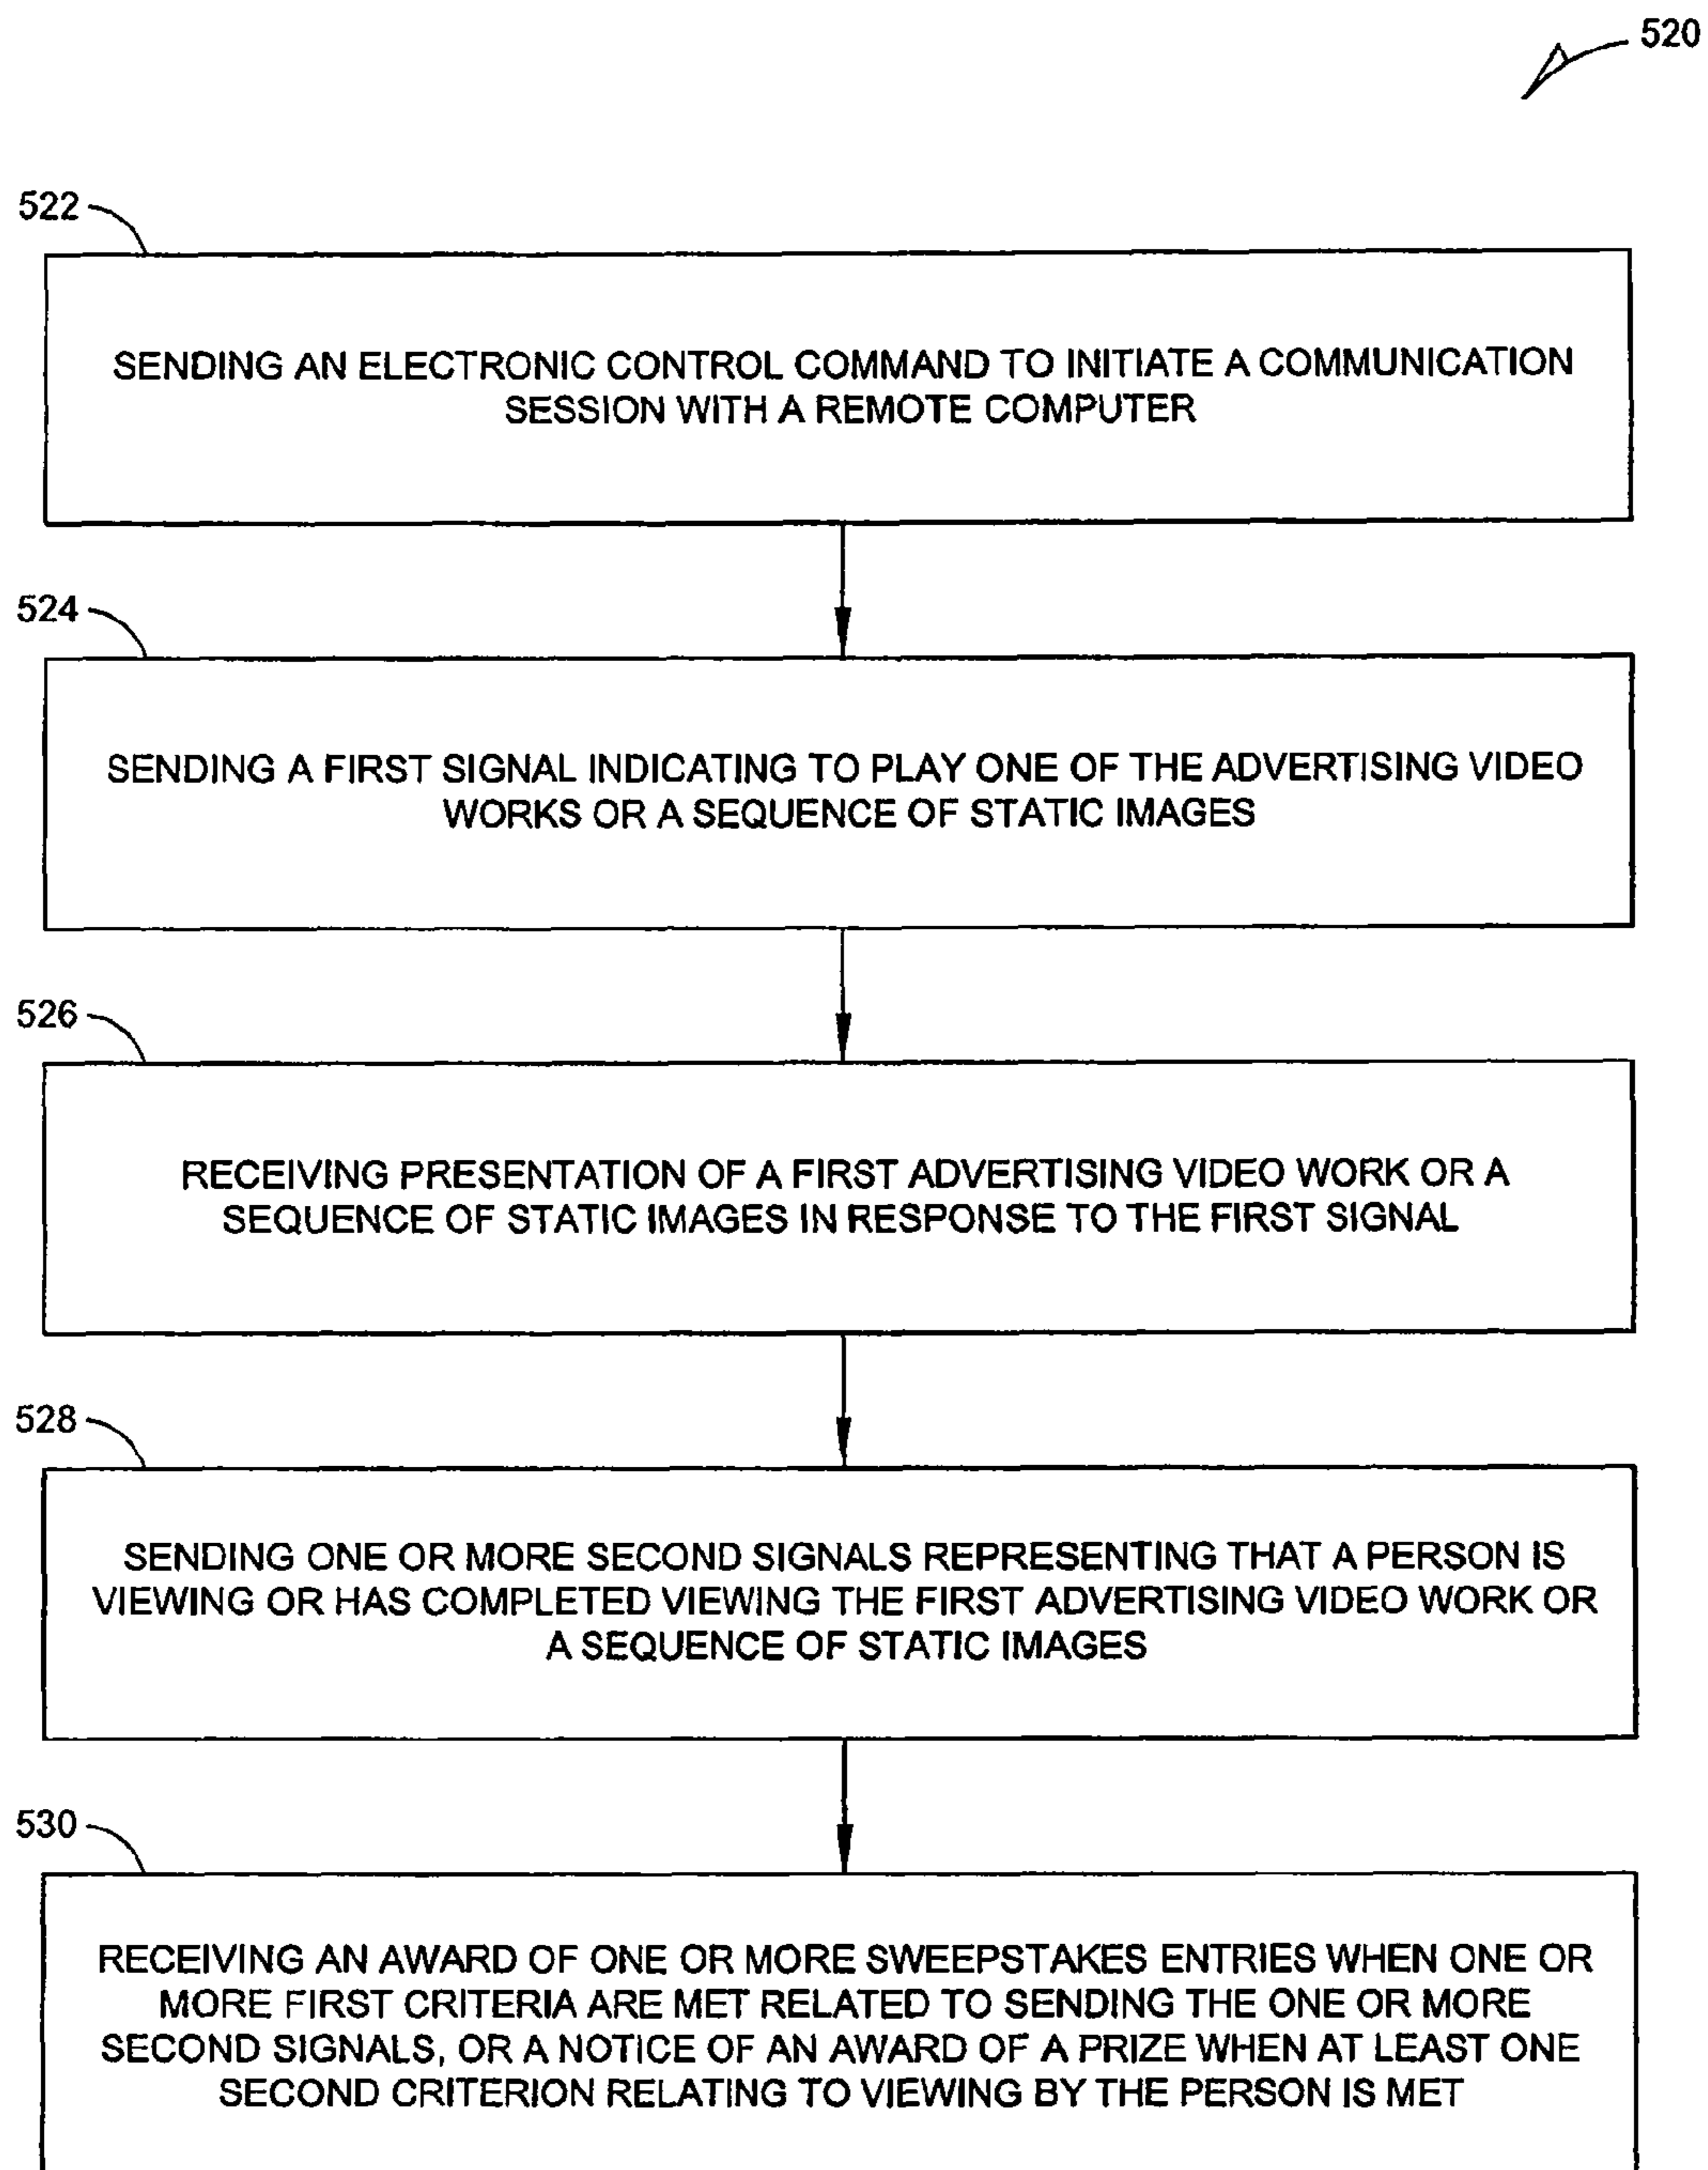 520
522
SENDING AN ELECTRONIC CONTROL COMMAND TO INITIATE A COMMUNICATION
SESSION WITH A REMOTE COMPUTER
524
SENDING A FIRST SIGNAL INDICATING TO PLAY ONE OF THE ADVERTISING VIDEO
WORKS OR A SEQUENCE OF STATIC IMAGES
526
RECEIVING PRESENTATION OF A FIRST ADVERTISING VIDEO WORK OR A
SEQUENCE OF STATIC IMAGES IN RESPONSE TO THE FIRST SIGNAL
528
SENDING ONE OR MORE SECOND SIGNALS REPRESENTING THAT A PERSON IS
VIEWING OR HAS COMPLETED VIEWING THE FIRST ADVERTISING VIDEO WORK OR
A SEQUENCE OF STATIC IMAGES
530
RECEIVING AN AWARD OF ONE OR MORE SWEEPSTAKES ENTRIES WHEN ONE OR
MORE FIRST CRITERIA ARE MET RELATED TO SENDING THE ONE OR MORE
SECOND SIGNALS, OR A NOTICE OF AN AWARD OF A PRIZE WHEN AT LEAST ONE
SECOND CRITERION RELATING TO VIEWING BY THE PERSON IS MET